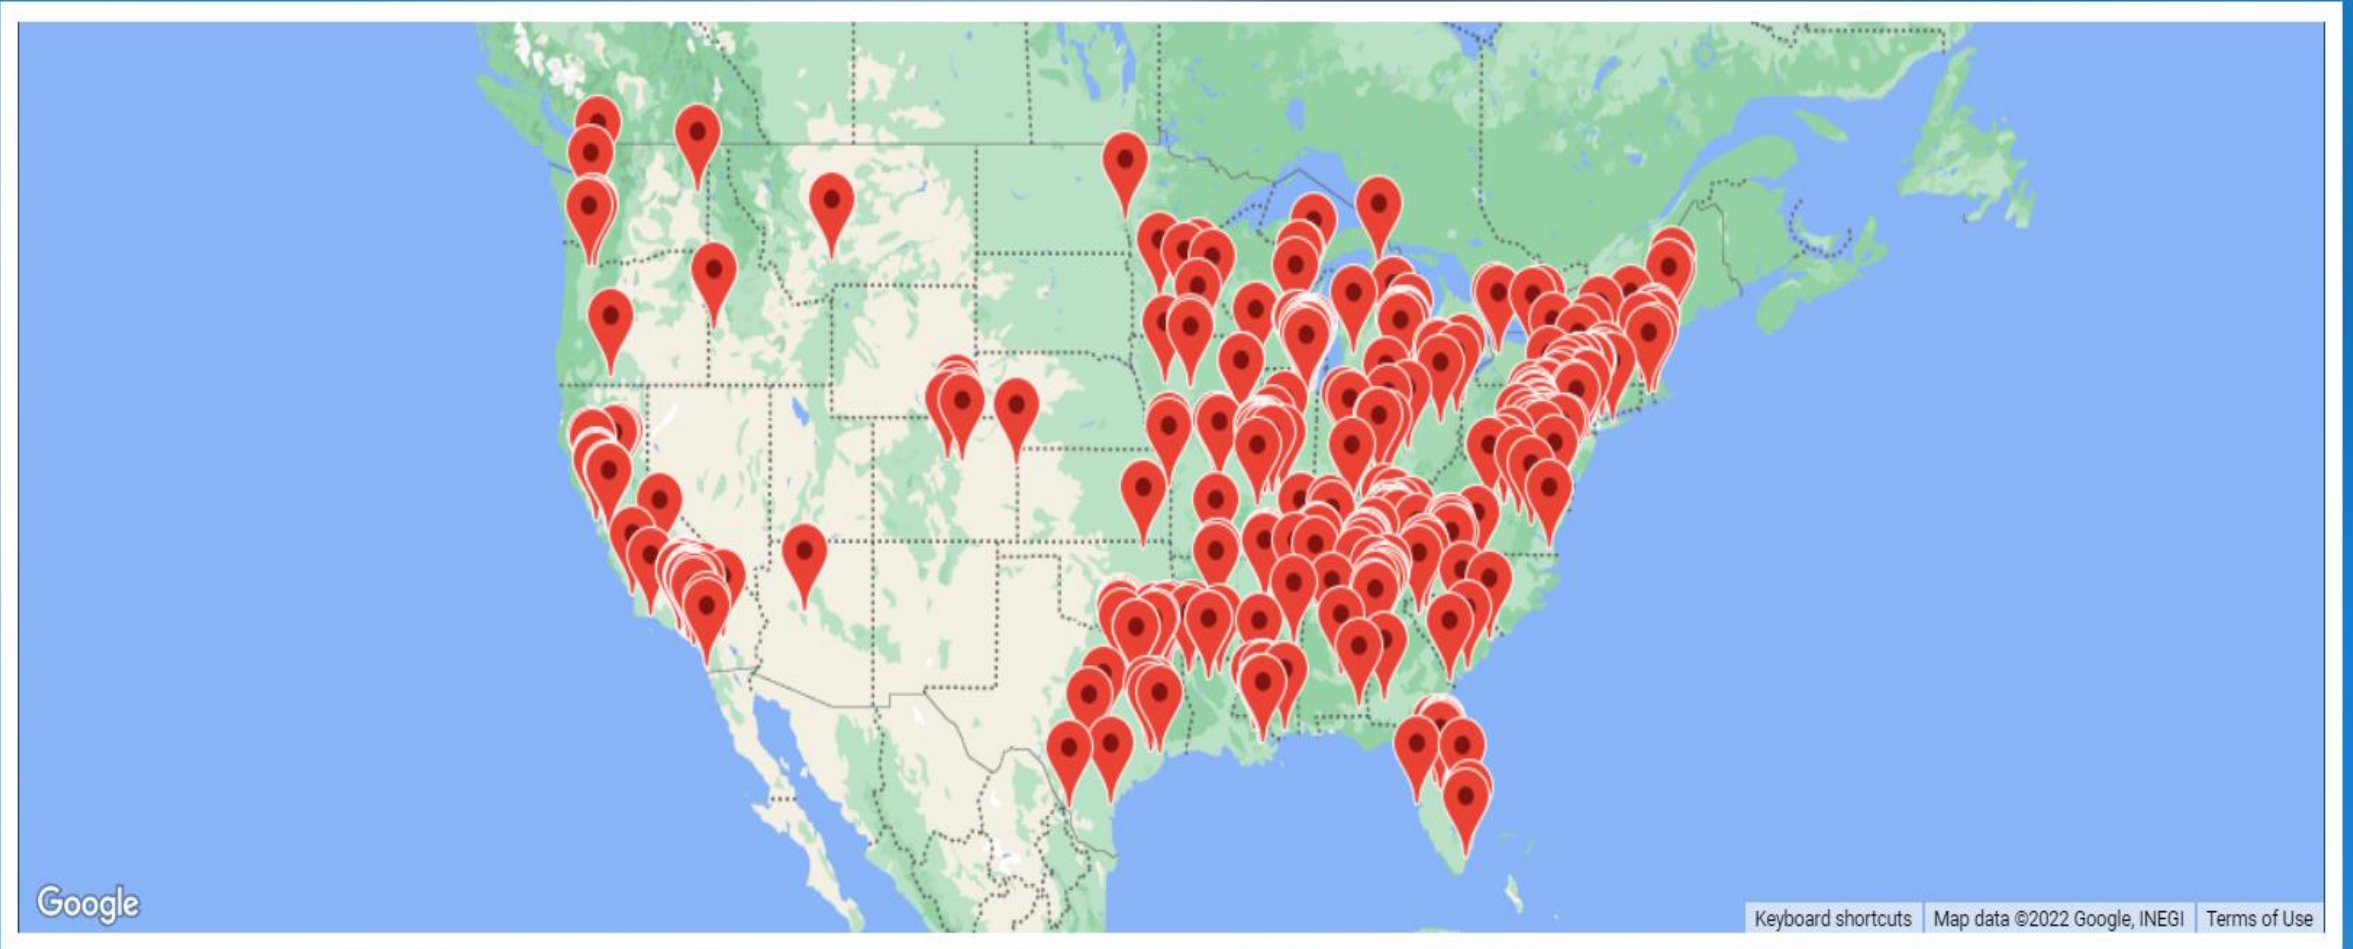 Google
Keyboard shortcuts
Map data ©2022 Google, INEGI
Terms of Use